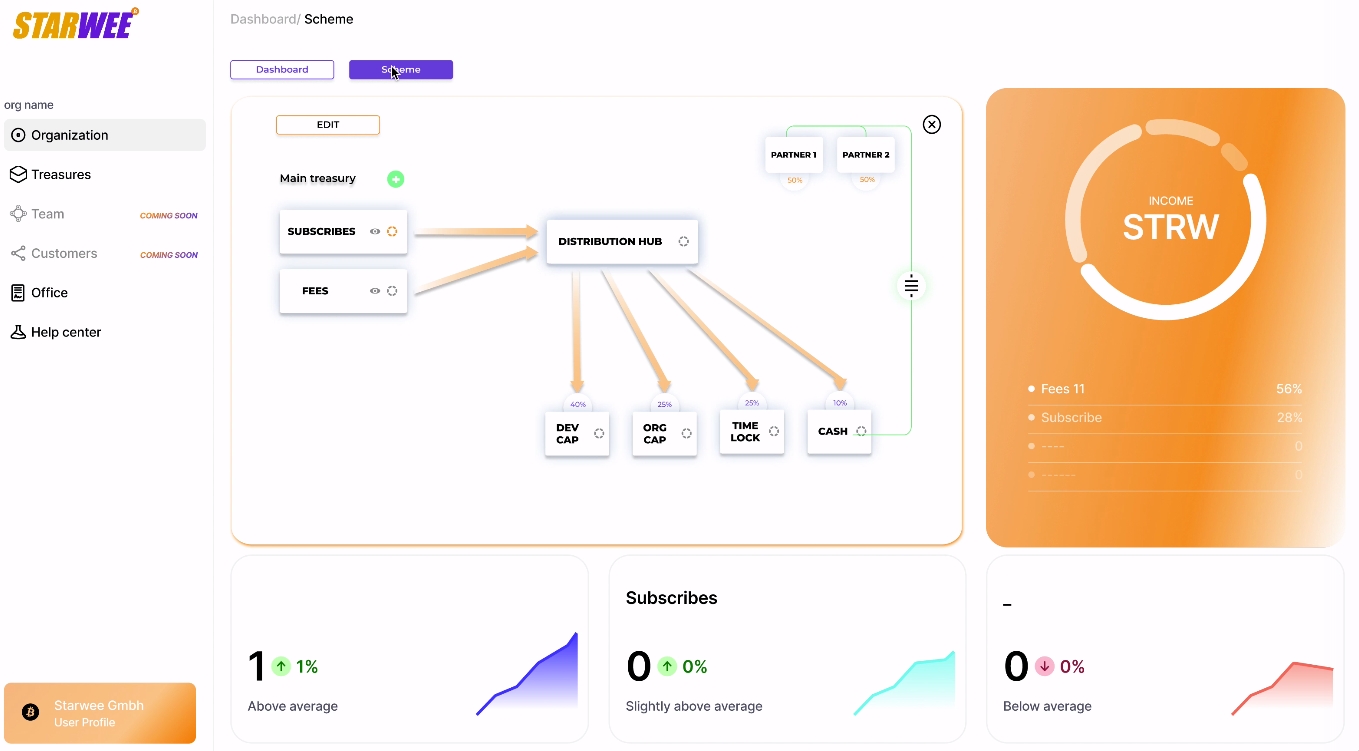 STARWEE
Dashboard/ Scheme
Dashboard
Scheme
org name
Organization
Treasures
Team COMING SOON
Customers COMING SOON
Office
Help center
Starwee Gmbh
User Profile
EDIT
PARTNER 1
PARTNER 2
50%
50%
Main treasury
SUBSCRIBES
DISTRIBUTION HUB
FEES
40%
25%
25%
10%
DEV
CAP
ORG
CAP
TIME
LOCK
CASH
INCOME
STRW
Fees 11 56%
Subscribe 28%
---- 0
------ 0
1 1%
Above average
Subscribes
0 0%
Slightly above average
–
0 0%
Below average